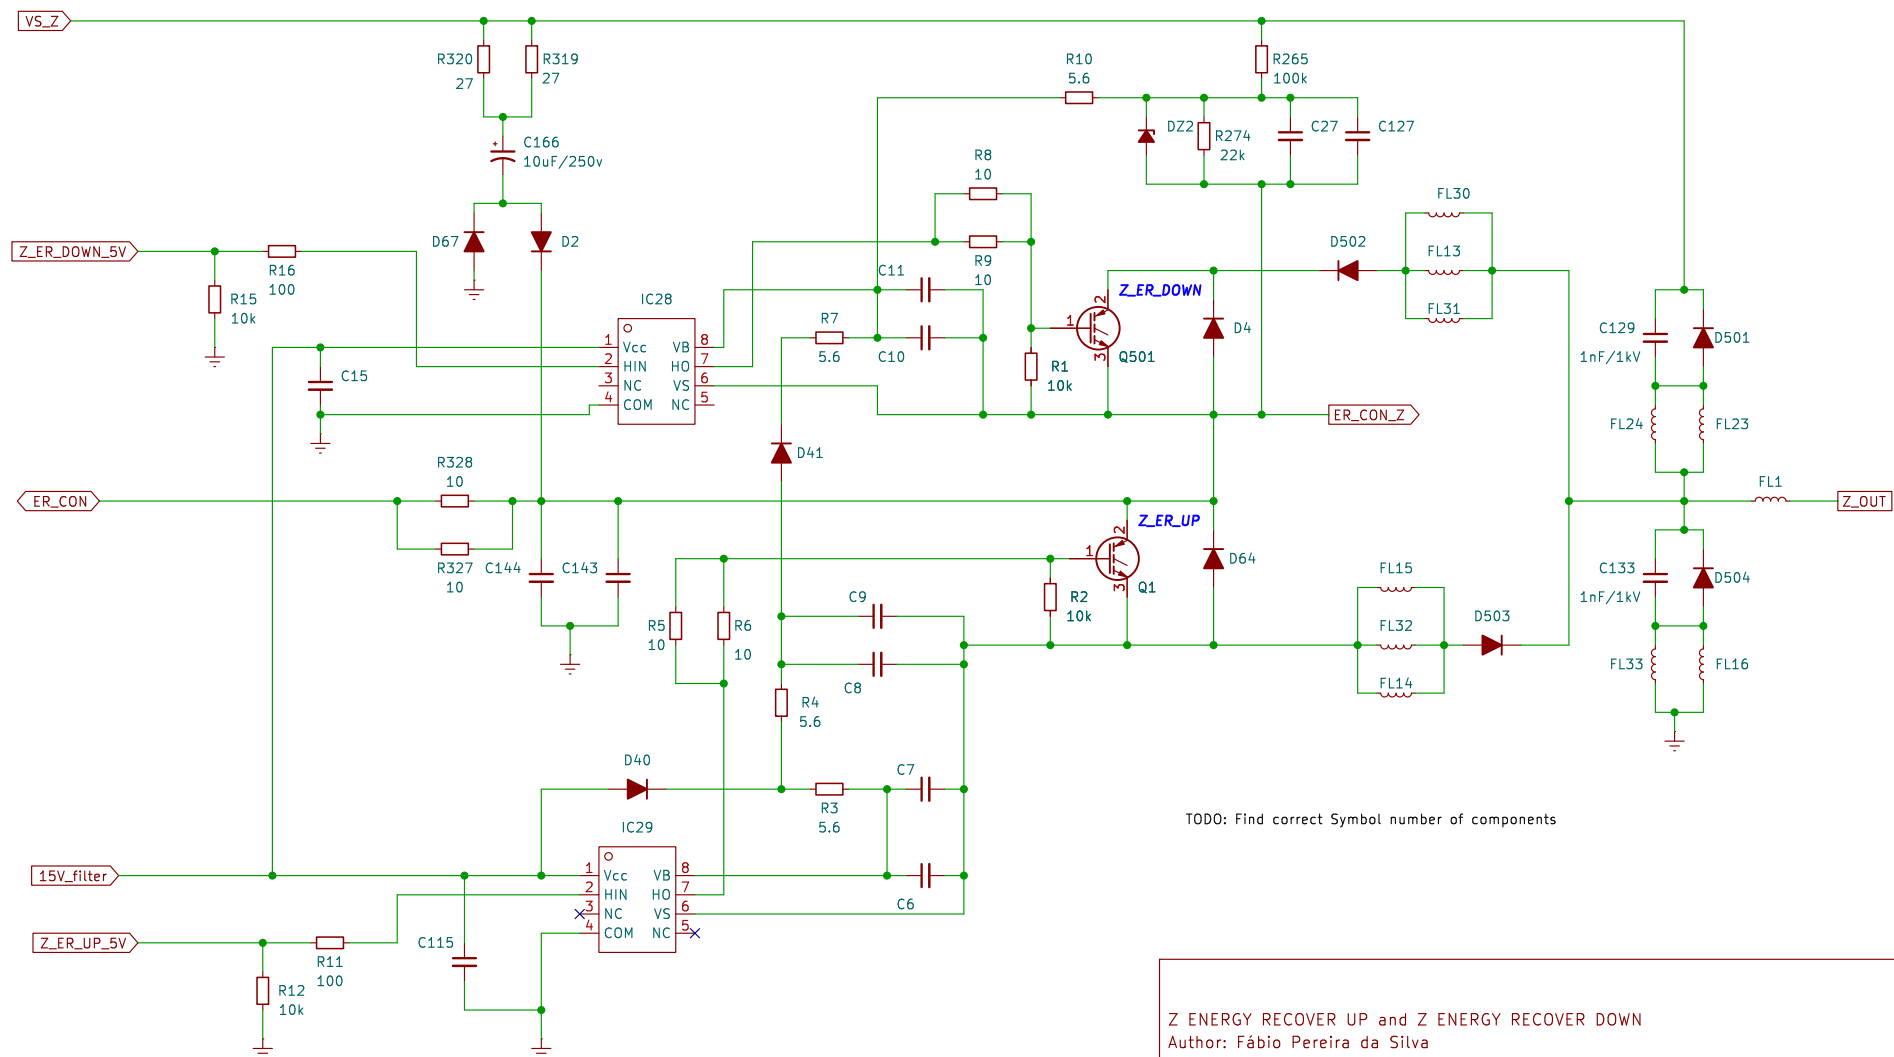 VS_Z
R320
27
R319
27
R10
5.6
R265
100k
C166
10uF/250v
DZ2
R274
22k
C27
C127
R8
10
FL30
Z_ER_DOWN_5V
R16
100
D67
D2
R9
10
D502
FL13
C11
R15
10k
IC28
Z_ER_DOWN
2
1
3
Q501
D4
FL31
R7
5.6
C10
C129
1nF/1kV
D501
1 Vcc VB 8
2 HIN HO 7
3 NC VS 6
4 COM NC 5
C15
R1
10k
ER_CON_Z
FL24
FL23
D41
R328
10
ER_CON
FL1
Z_OUT
Z_ER_UP
2
1
3
Q1
R327
10
C144
C143
D64
FL15
C133
1nF/1kV
D504
C9
R2
10k
R5
10
R6
10
FL32
D503
C8
FL14
FL33
FL16
R4
5.6
D40
C7
R3
5.6
TODO: Find correct Symbol number of components
IC29
15V_filter
1 Vcc VB 8
2 HIN HO 7
3 NC VS 6
4 COM NC 5
C6
Z_ER_UP_5V
R11
100
C115
R12
10k
Z ENERGY RECOVER UP and Z ENERGY RECOVER DOWN
Author: Fábio Pereira da Silva